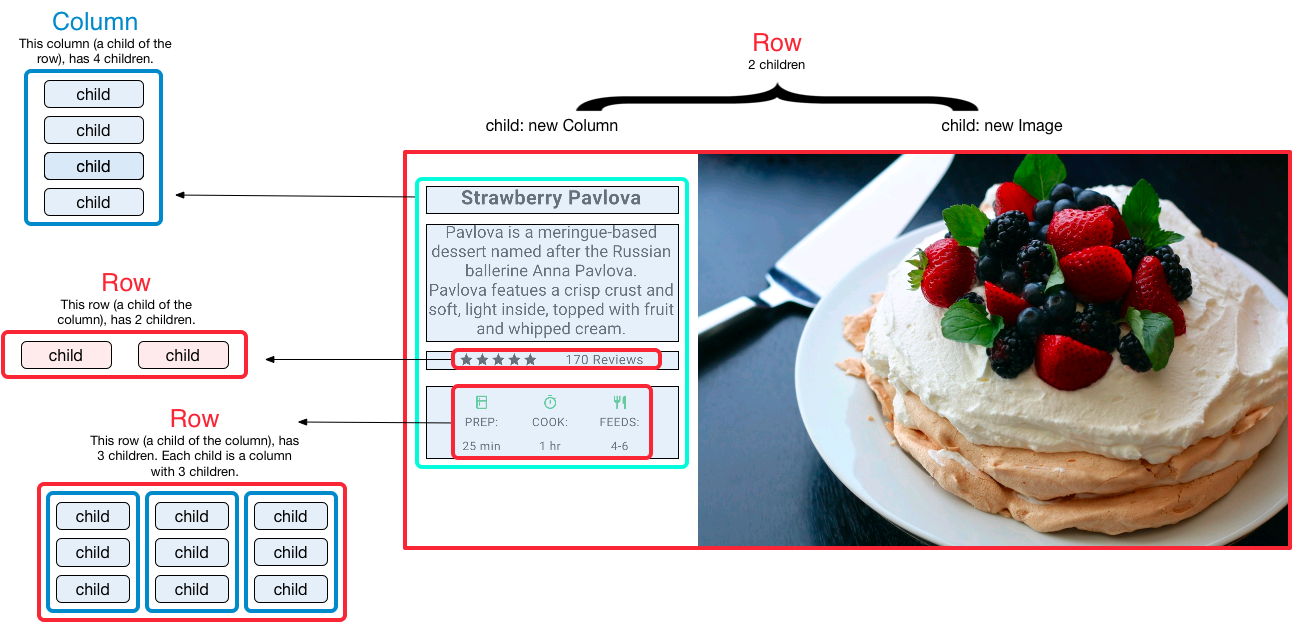 Column
This column (a child of the
row), has 4 children.
child
child
child
child
Row
2 children
child: new Column
child: new Image
Strawberry Pavlova
Pavlova is a meringue-based
dessert named after the Russian
ballerine Anna Pavlova.
Pavlova featues a crisp crust and
soft, light inside, topped with fruit
and whipped cream.
170 Reviews
PREP: COOK: FEEDS:
25 min 1 hr 4-6
Row
This row (a child of the
column), has 2 children.
child child
Row
This row (a child of the column), has
3 children. Each child is a column
with 3 children.
child child child
child child child
child child child